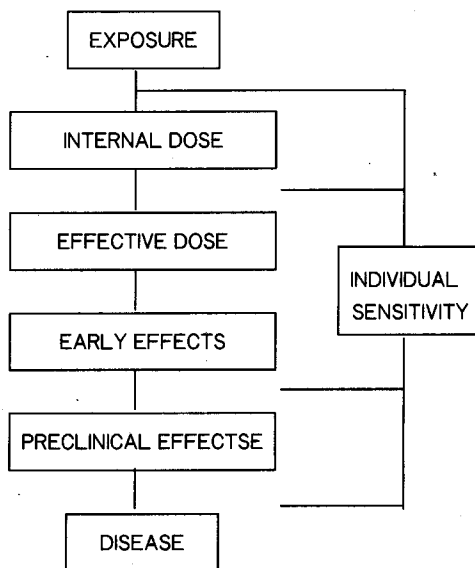 EXPOSURE
INTERNAL DOSE
EFFECTIVE DOSE
INDIVIDUAL
SENSITIVITY
EARLY EFFECTS
PRECLINICAL EFFECTSE
DISEASE